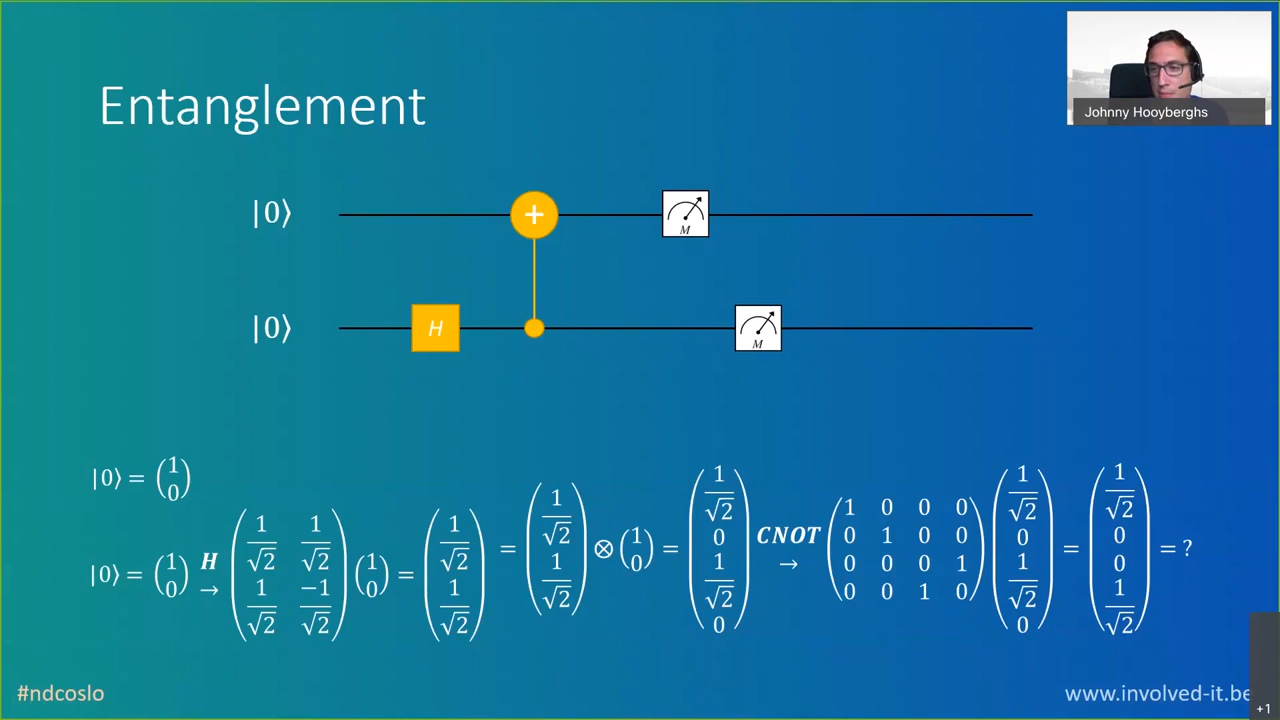 Entanglement
Johnny Hooyberghs
|0⟩
+
M
|0⟩
H
M
|0⟩ = (1 0)
|0⟩ = (1 0) H → (1/√2 1/√2 1/√2 -1/√2) (1 0) = (1/√2 1/√2) = (1/√2 1/√2) ⊗ (1 0) = (1/√2 0 1/√2 0) CNOT → (1 0 0 0 0 1 0 0 0 0 0 1 0 0 1 0) (1/√2 0 1/√2 0) = (1/√2 0 0 1/√2) = ?
#ndcoslo
www.involved-it.be
+1